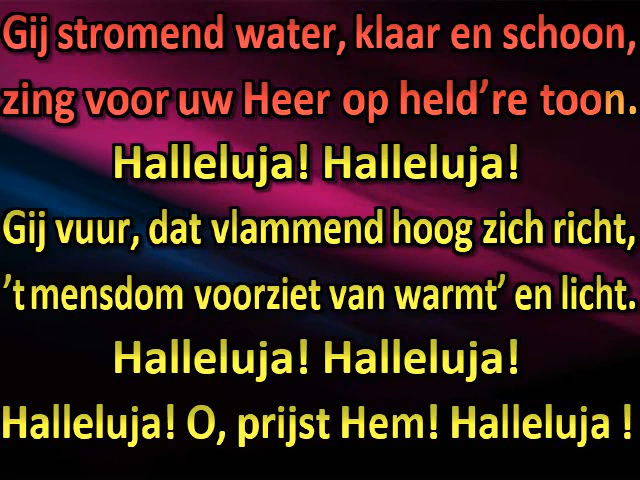 Gij stromend water, klaar en schoon,
zing voor uw Heer op held’re toon.
Halleluja! Halleluja!
Gij vuur, dat vlammend hoog zich richt,
’t mensdom voorziet van warmt’ en licht.
Halleluja! Halleluja!
Halleluja! O, prijst Hem! Halleluja !